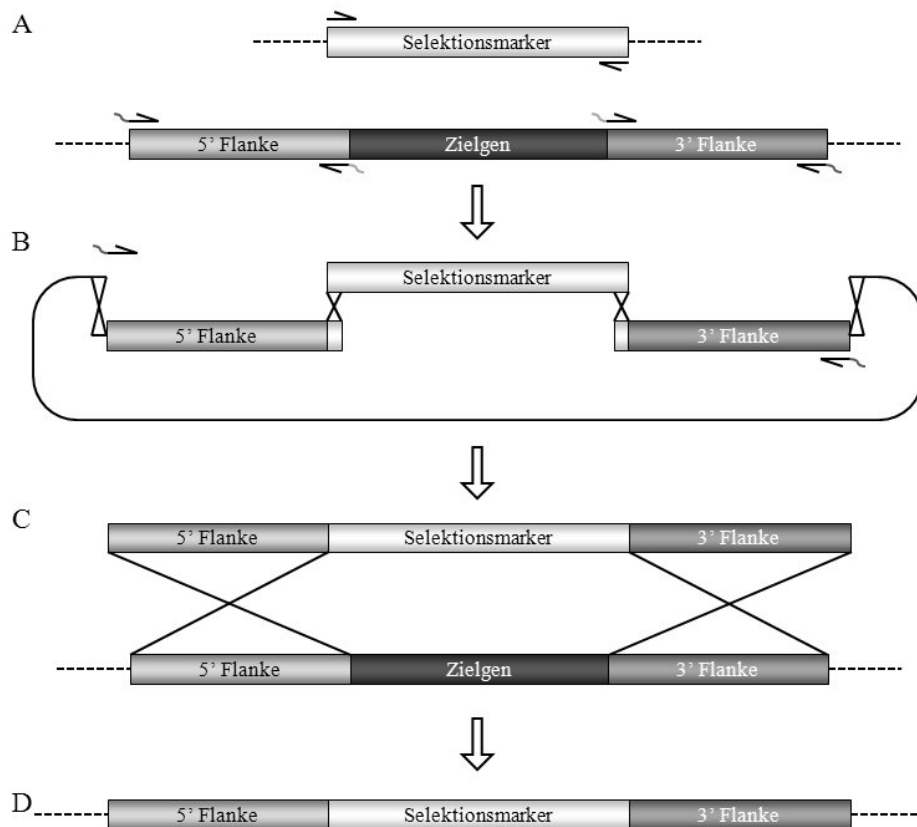 A
Selektionsmarker
5’ Flanke Zielgen 3’ Flanke
B
Selektionsmarker
5’ Flanke 3’ Flanke
C
5’ Flanke Selektionsmarker 3’ Flanke
5’ Flanke Zielgen 3’ Flanke
D 5’ Flanke Selektionsmarker 3’ Flanke